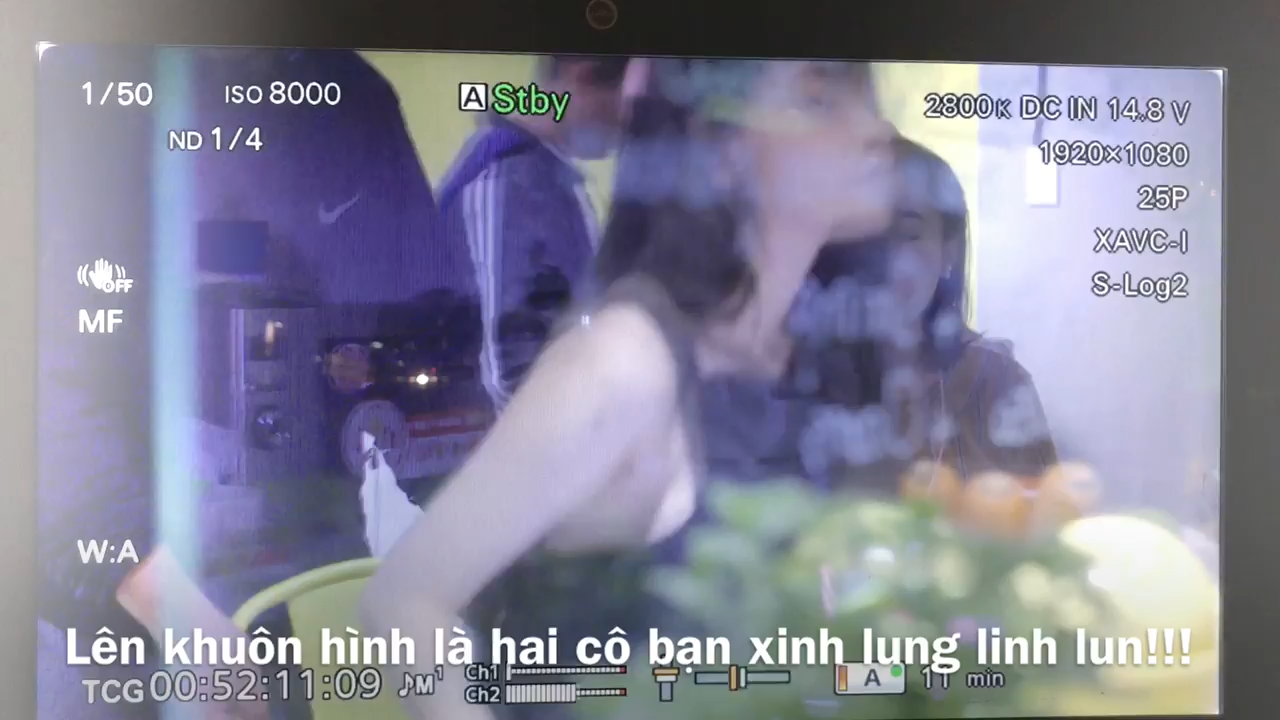 1/50 ISO 8000 A Stby 2800K DC IN 14.8 V
ND 1/4 1920×1080
25P
XAVC-I
S-Log2
OFF
MF
W:A
Lên khuôn hình là hai cô bạn xinh lung linh lun!!!
TCG 00:52:11:09 ♪M¹ Ch1
Ch2
A
min